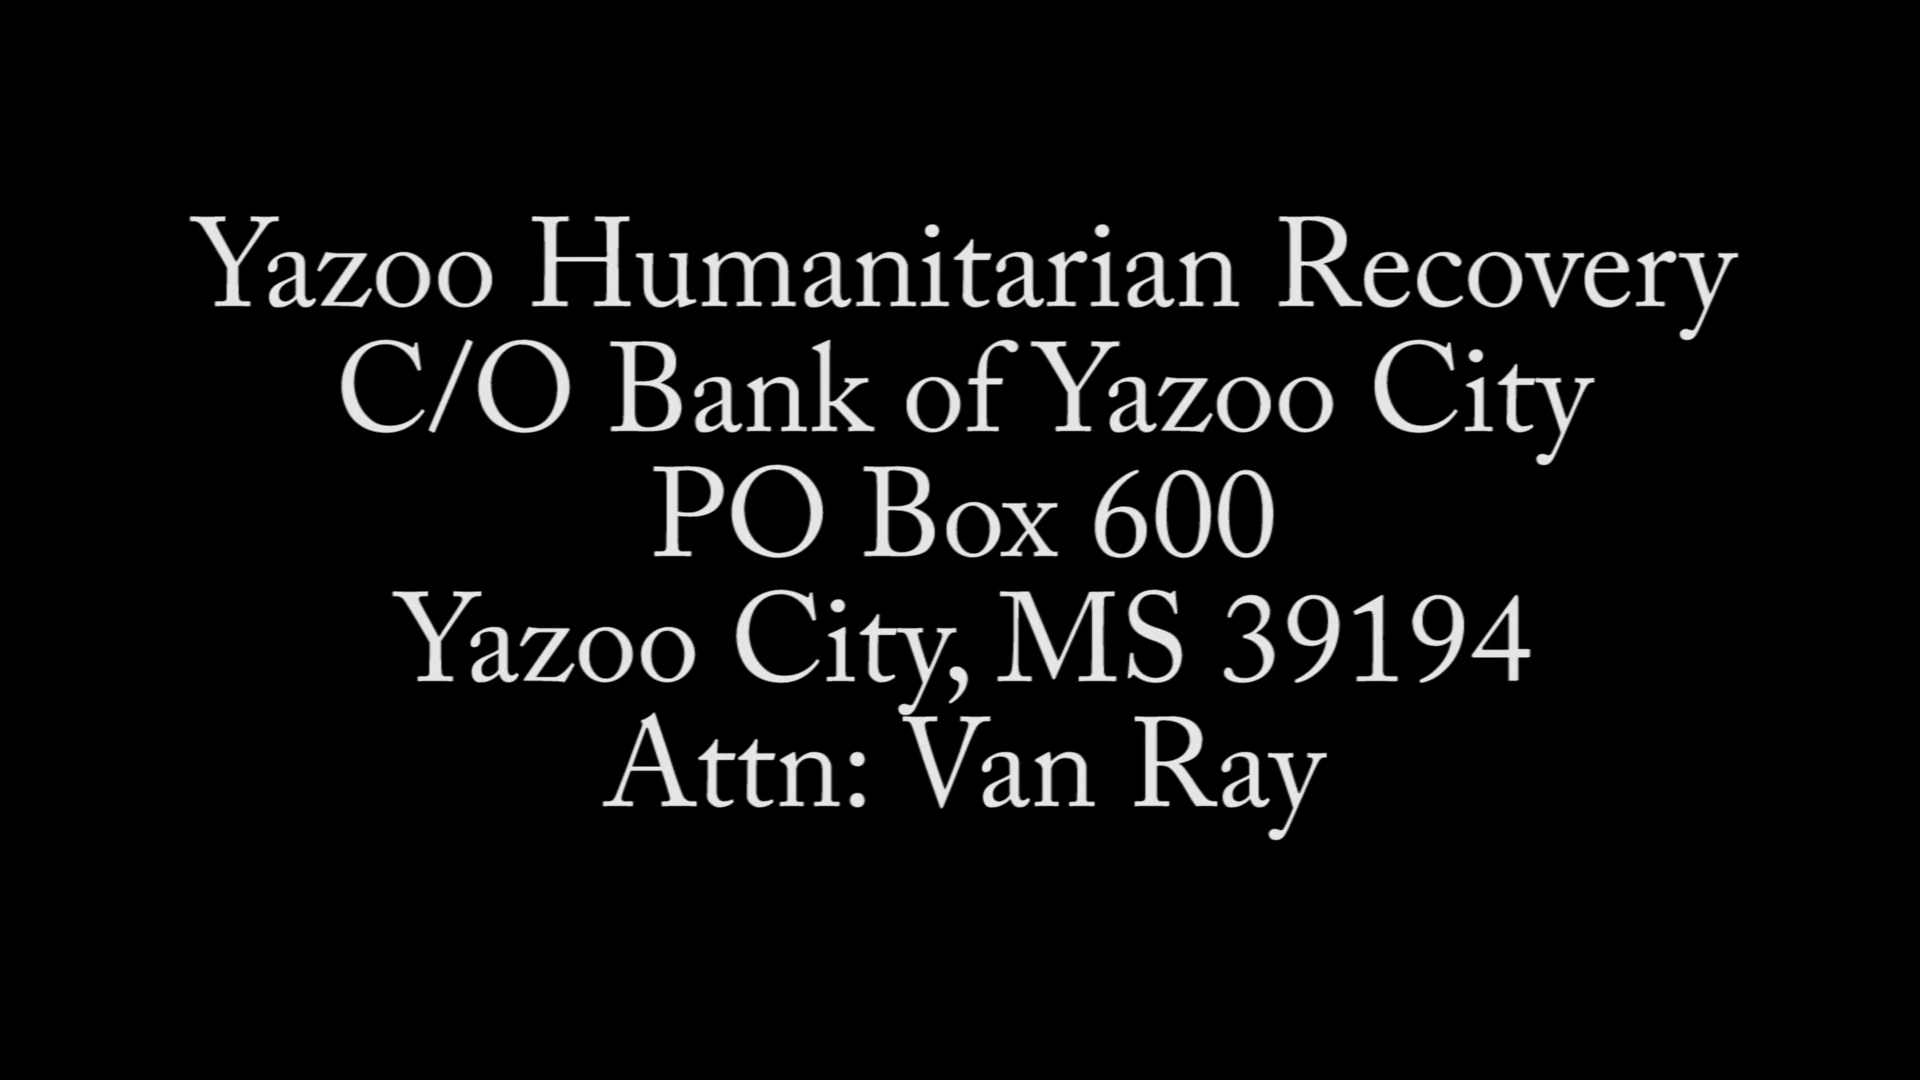 Yazoo Humanitarian Recovery
C/O Bank of Yazoo City
PO Box 600
Yazoo City, MS 39194
Attn: Van Ray